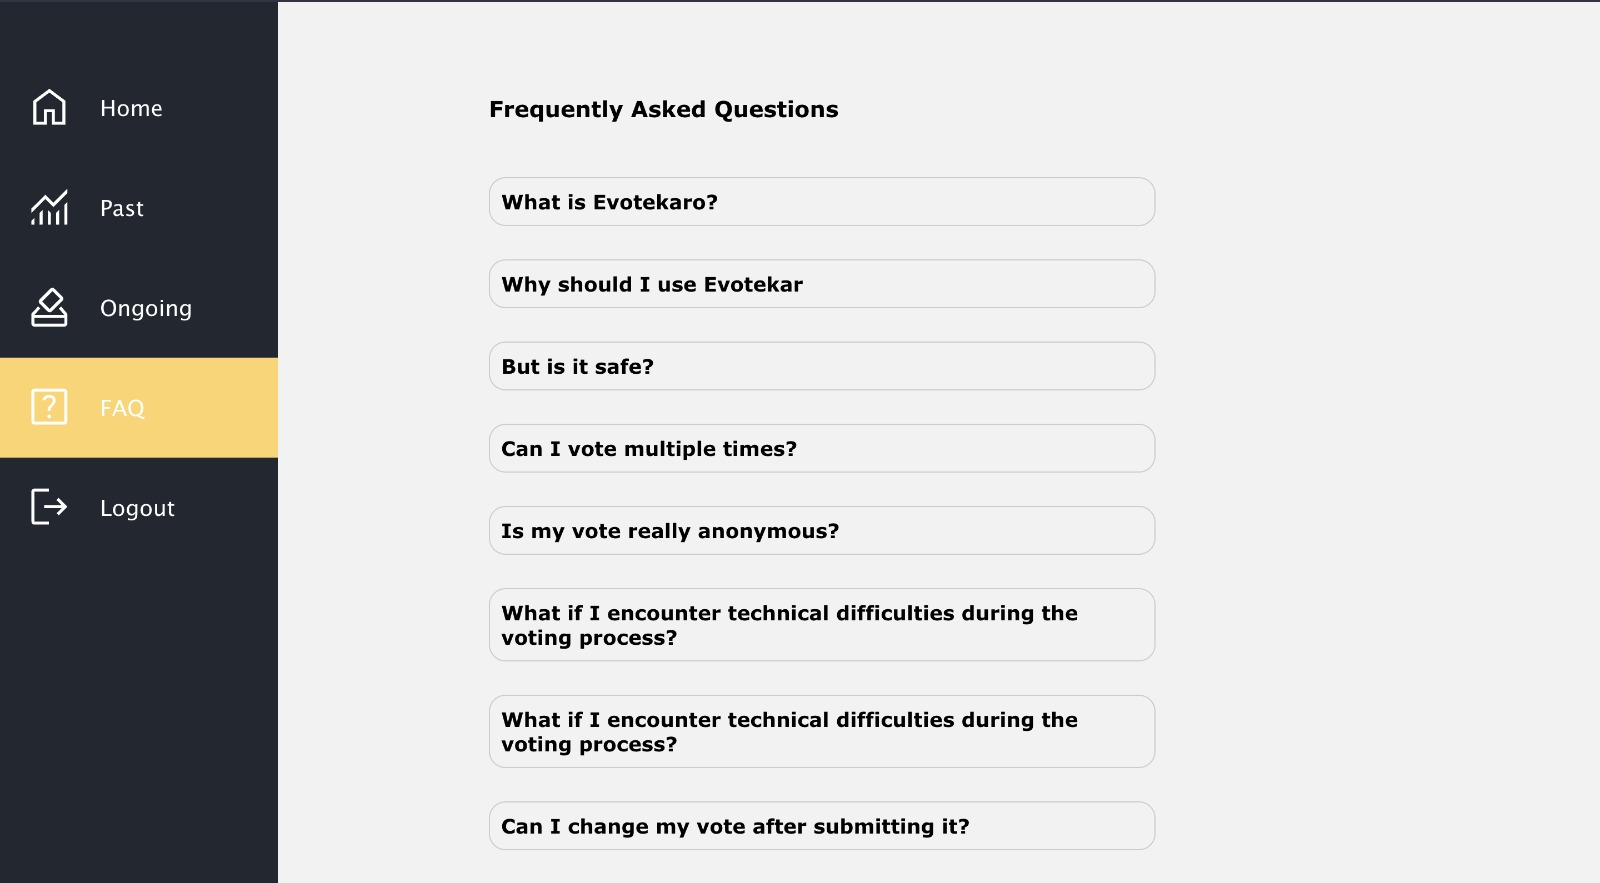 Home
Past
Ongoing
FAQ
Logout
Frequently Asked Questions
What is Evotekaro?
Why should I use Evotekar
But is it safe?
Can I vote multiple times?
Is my vote really anonymous?
What if I encounter technical difficulties during the
voting process?
What if I encounter technical difficulties during the
voting process?
Can I change my vote after submitting it?